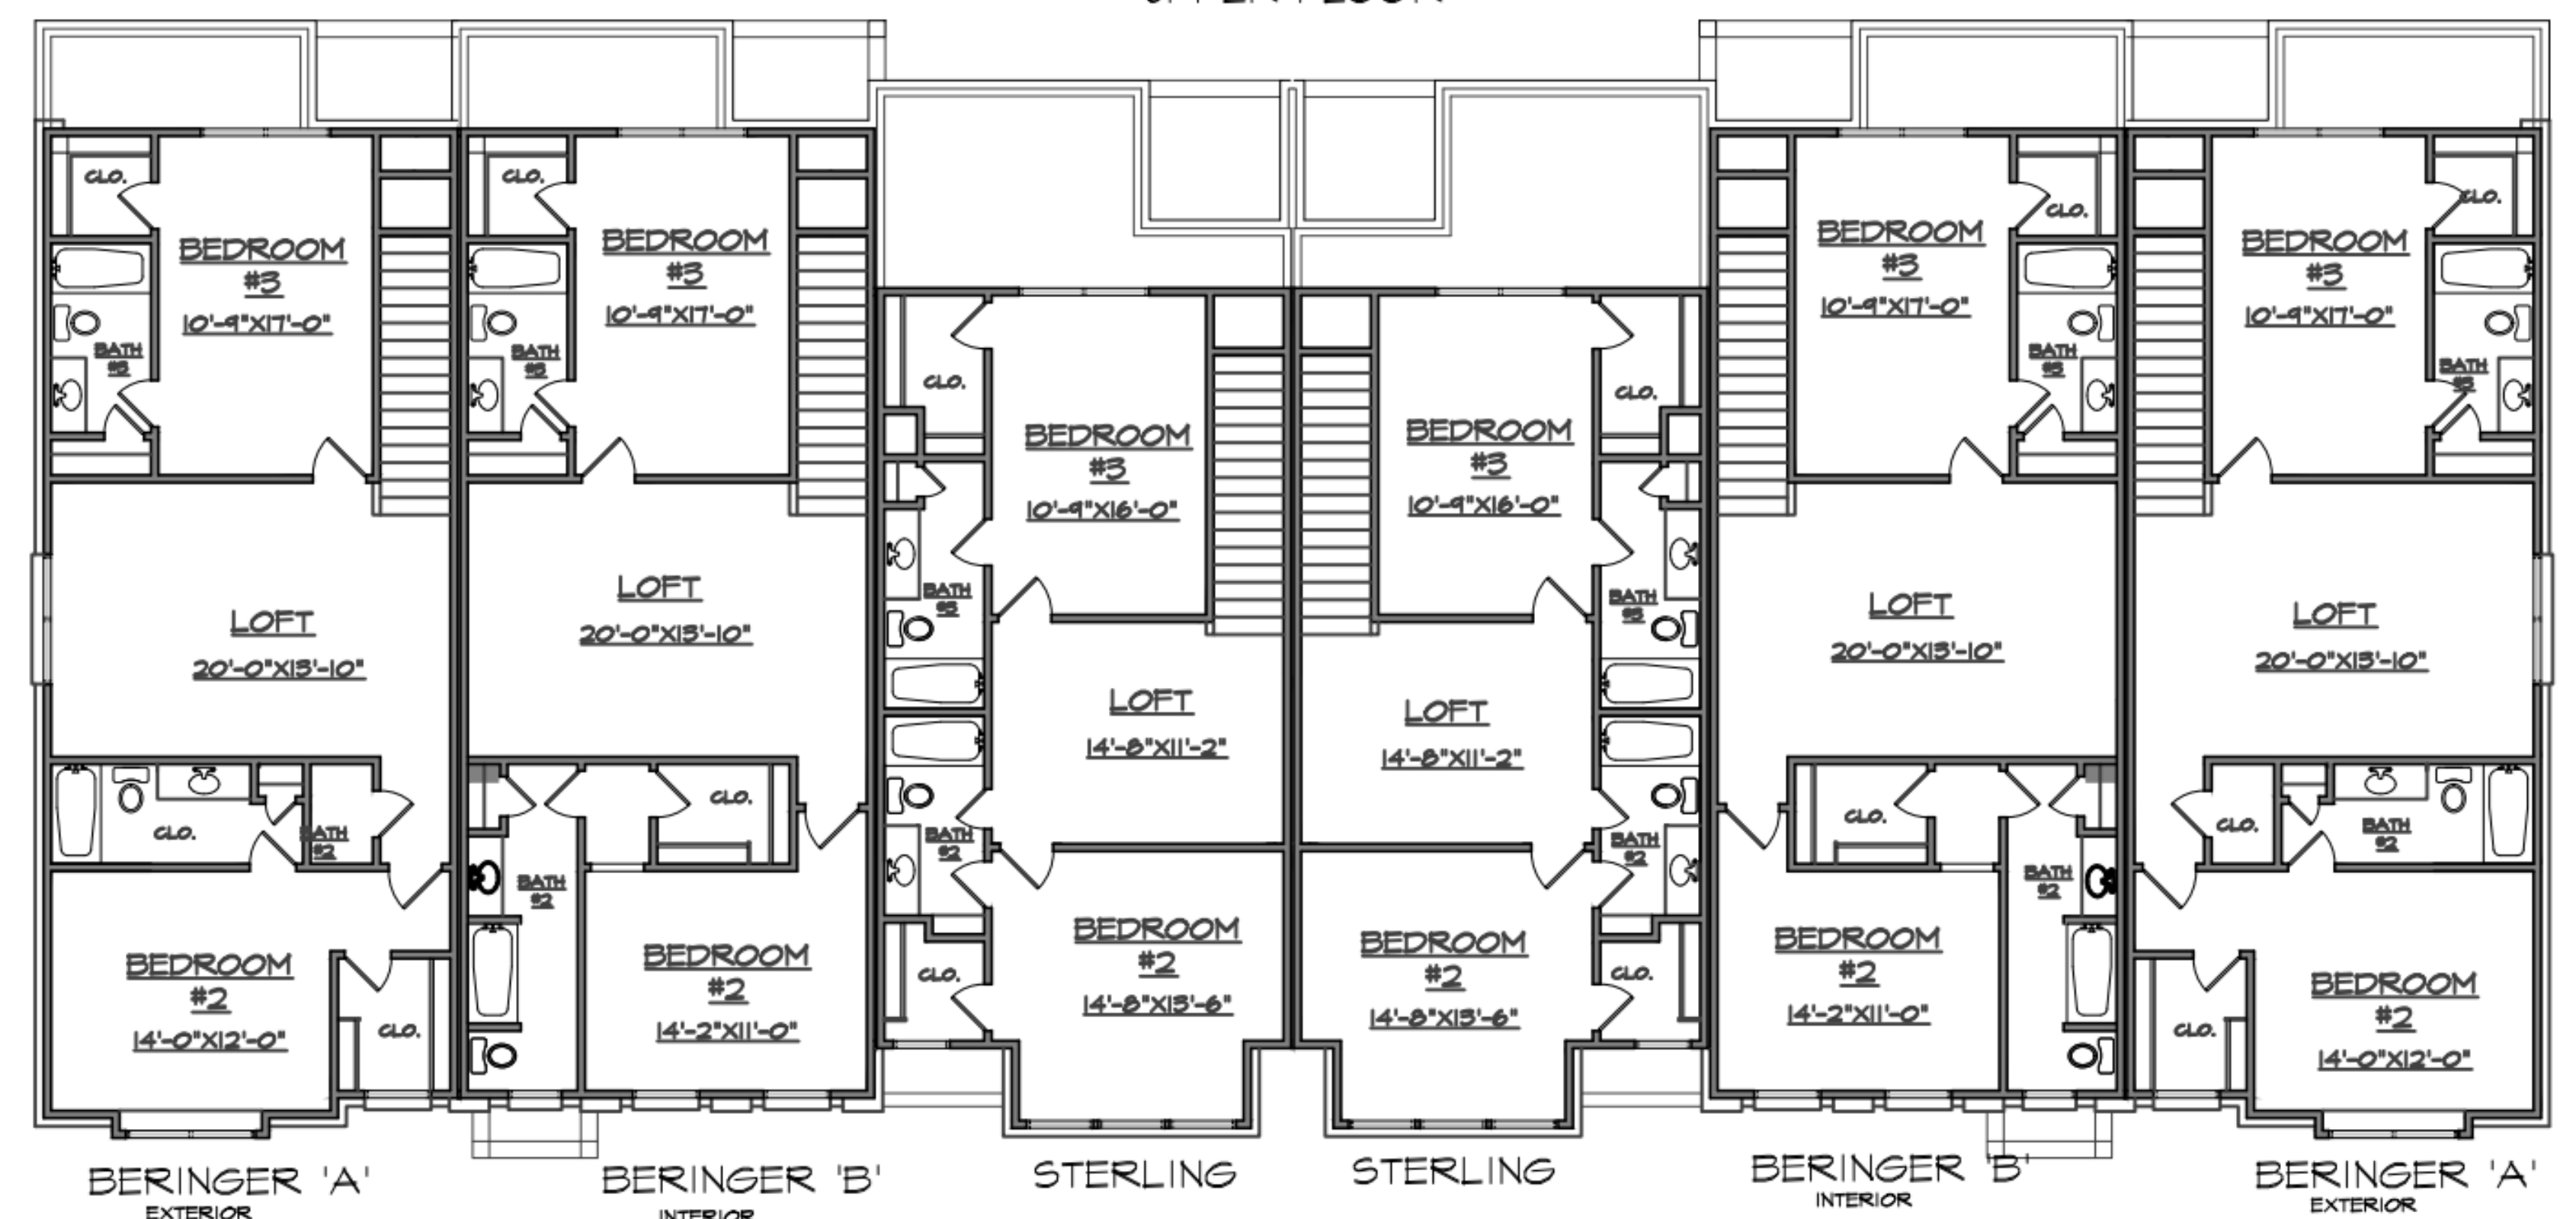 UPPER FLOOR
CLO.
BEDROOM
#3
10'-9"X17'-0"
BATH
#3
LOFT
20'-0"X13'-10"
CLO.
BATH
#2
BEDROOM
#2
14'-0"X12'-0"
CLO.
BERINGER 'A'
EXTERIOR
CLO.
BEDROOM
#3
10'-9"X17'-0"
BATH
#3
LOFT
20'-0"X13'-10"
CLO.
BATH
#2
BEDROOM
#2
14'-2"X11'-0"
BERINGER 'B'
INTERIOR
CLO.
BEDROOM
#3
10'-9"X16'-0"
BATH
#3
LOFT
14'-8"X11'-2"
BATH
#2
BEDROOM
#2
14'-8"X13'-6"
CLO.
STERLING
CLO.
BEDROOM
#3
10'-9"X16'-0"
BATH
#3
LOFT
14'-8"X11'-2"
BATH
#2
BEDROOM
#2
14'-8"X13'-6"
CLO.
STERLING
BEDROOM
#3
10'-9"X17'-0"
CLO.
BATH
#3
LOFT
20'-0"X13'-10"
CLO.
BATH
#2
BEDROOM
#2
14'-2"X11'-0"
BERINGER 'B'
INTERIOR
CLO.
BEDROOM
#3
10'-9"X17'-0"
BATH
#3
LOFT
20'-0"X13'-10"
CLO.
BATH
#2
BEDROOM
#2
14'-0"X12'-0"
CLO.
BERINGER 'A'
EXTERIOR